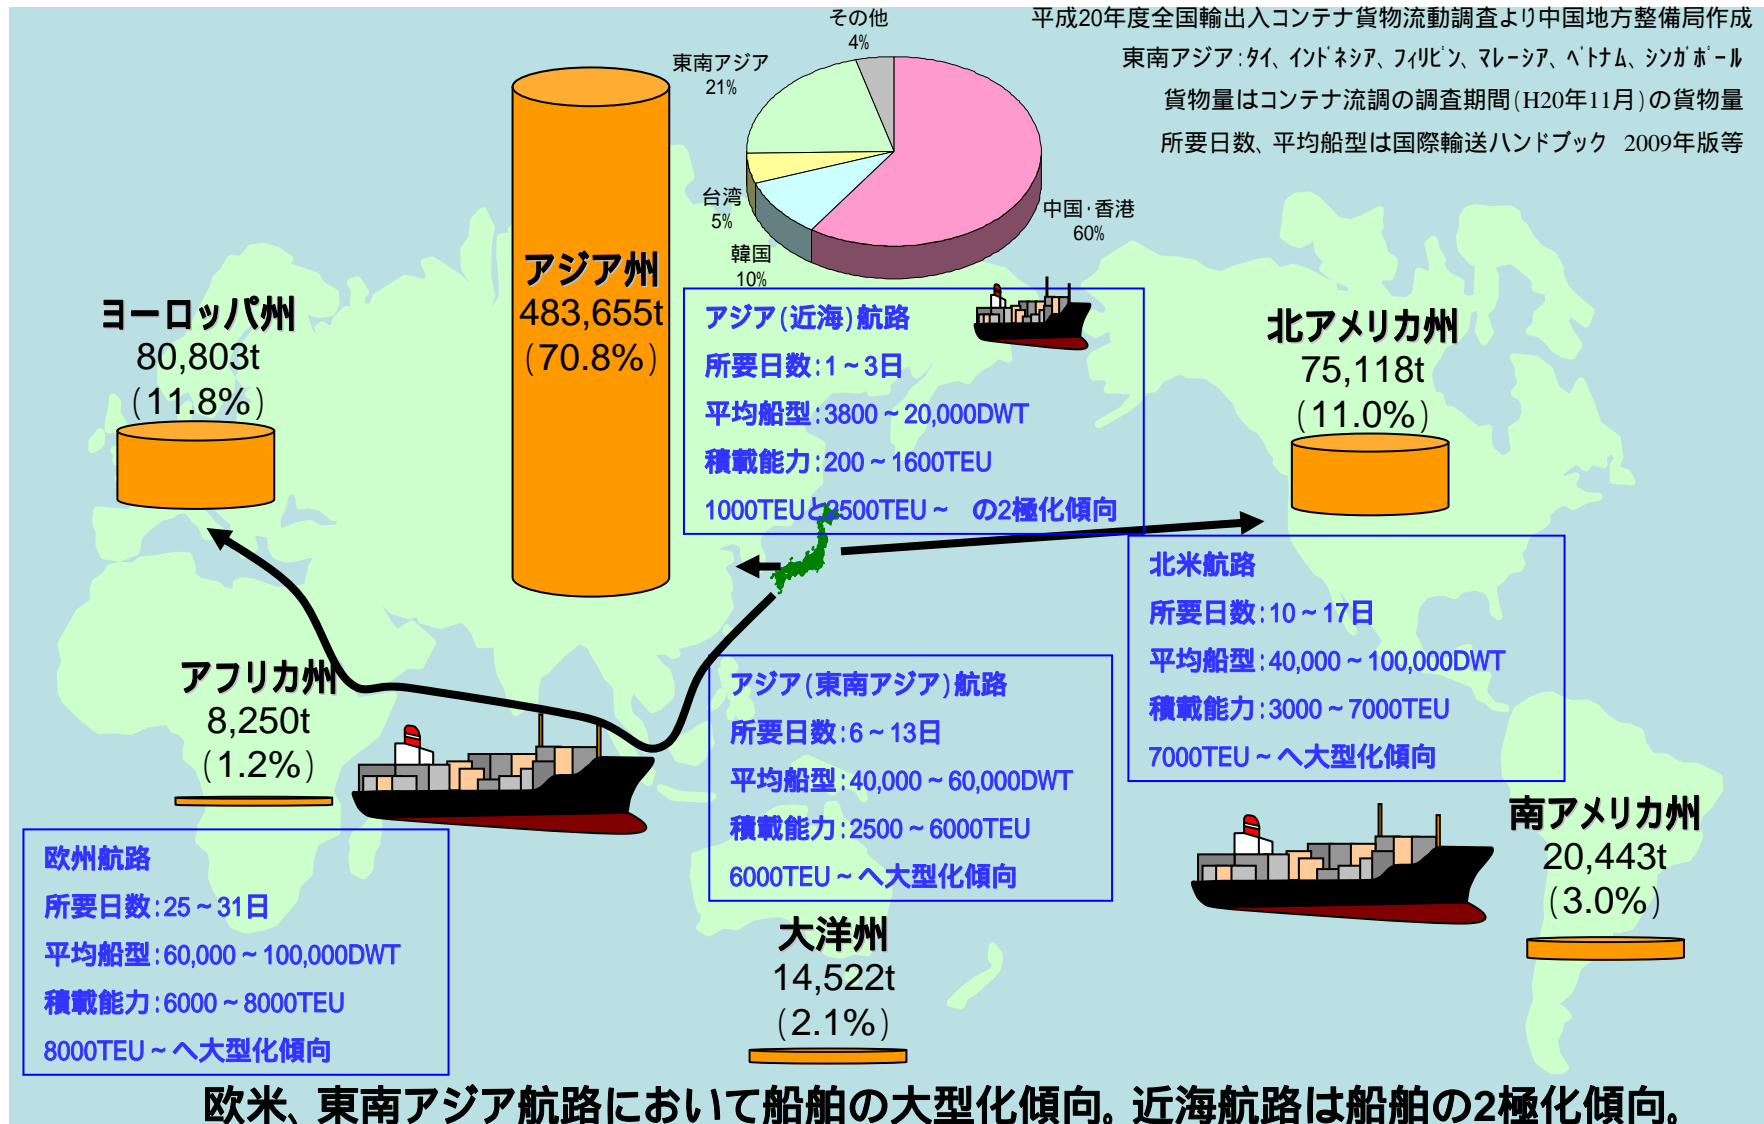 平成20年度全国輸出入コンテナ貨物流動調査より中国地方整備局作成
東南アジア:タイ、インドネシア、フィリピン、マレーシア、ベトナム、シンガポール
貨物量はコンテナ流調の調査期間(H20年11月)の貨物量
所要日数、平均船型は国際輸送ハンドブック　2009年版等
その他
4%
東南アジア
21%
台湾
5%
韓国
10%
中国・香港
60%
アジア州
483,655t
(70.8%)
ヨーロッパ州
80,803t
(11.8%)
北アメリカ州
75,118t
(11.0%)
アジア(近海)航路
所要日数:1~3日
平均船型:3800~20,000DWT
積載能力:200~1600TEU
1000TEUと2500TEU~　の2極化傾向
北米航路
所要日数:10~17日
平均船型:40,000~100,000DWT
積載能力:3000~7000TEU
7000TEU~へ大型化傾向
アフリカ州
8,250t
(1.2%)
アジア(東南アジア)航路
所要日数:6~13日
平均船型:40,000~60,000DWT
積載能力:2500~6000TEU
6000TEU~へ大型化傾向
南アメリカ州
20,443t
(3.0%)
欧州航路
所要日数:25~31日
平均船型:60,000~100,000DWT
積載能力:6000~8000TEU
8000TEU~へ大型化傾向
大洋州
14,522t
(2.1%)
欧米、東南アジア航路において船舶の大型化傾向。近海航路は船舶の2極化傾向。